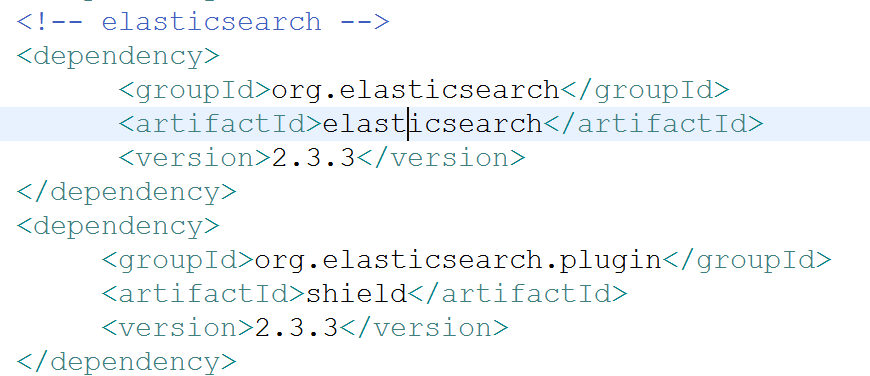 <!-- elasticsearch -->
<dependency>
<groupId>org.elasticsearch</groupId>
<artifactId>elasticsearch</artifactId>
<version>2.3.3</version>
</dependency>
<dependency>
<groupId>org.elasticsearch.plugin</groupId>
<artifactId>shield</artifactId>
<version>2.3.3</version>
</dependency>